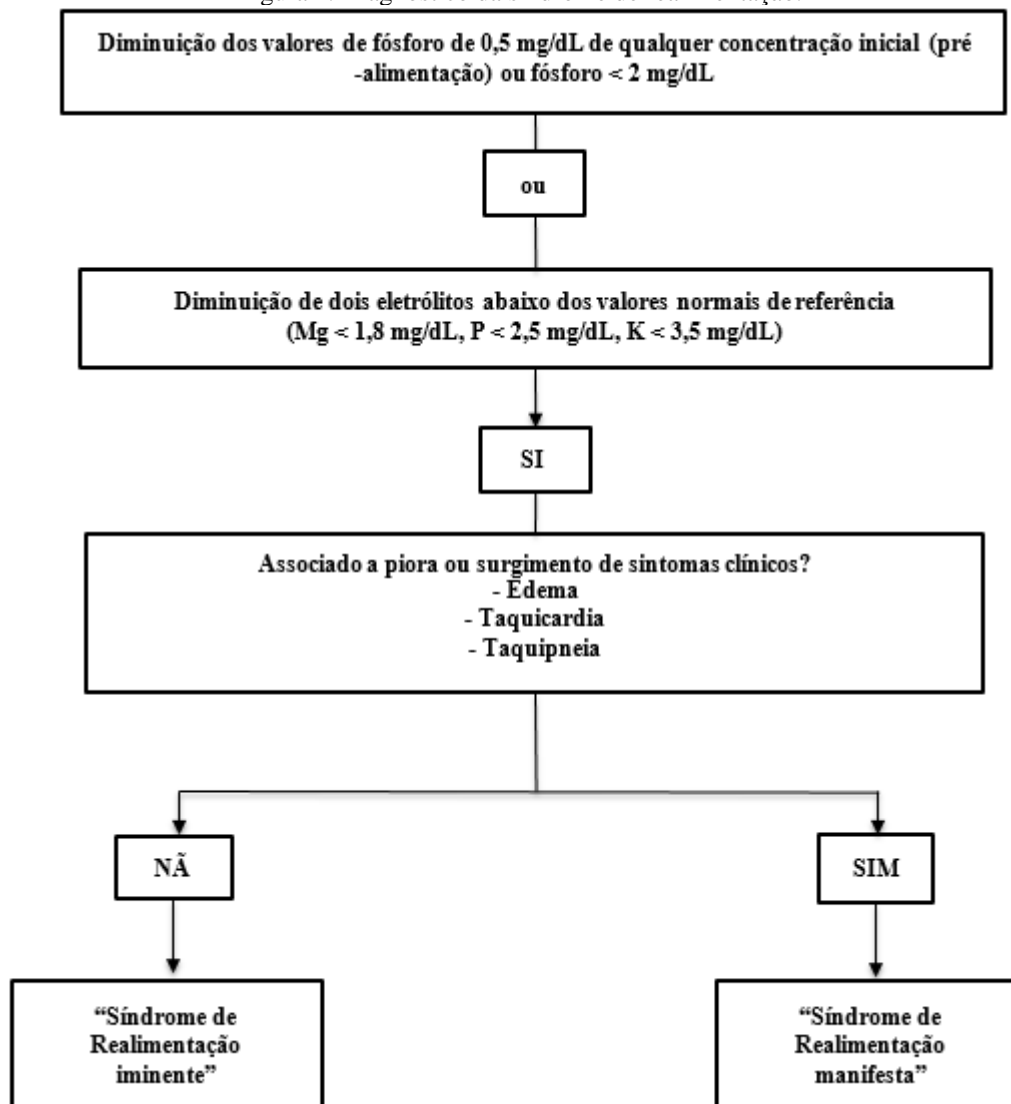 Diminuição dos valores de fósforo de 0,5 mg/dL de qualquer concentração inicial (pré
-alimentação) ou fósforo < 2 mg/dL
ou
Diminuição de dois eletrólitos abaixo dos valores normais de referência
(Mg < 1,8 mg/dL, P < 2,5 mg/dL, K < 3,5 mg/dL)
SI
Associado a piora ou surgimento de sintomas clínicos?
- Edema
- Taquicardia
- Taquipneia
NÃ
SIM
“Síndrome de
Realimentação
iminente”
“Síndrome de
Realimentação
manifesta”